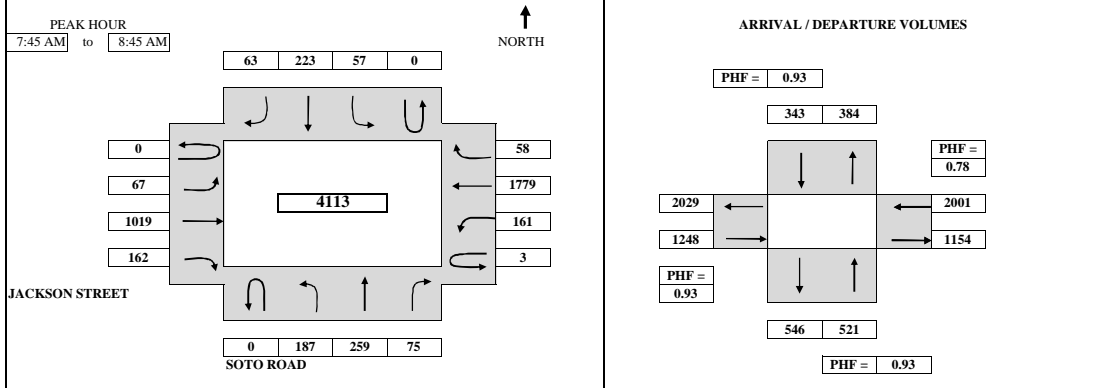 PEAK HOUR
7:45 AM to 8:45 AM
NORTH
63 223 57 0
0
67
1019
162
4113
58
1779
161
3
JACKSON STREET
0 187 259 75
SOTO ROAD
ARRIVAL / DEPARTURE VOLUMES
PHF = 0.93
343 384
PHF =
0.78
2029
1248
2001
1154
PHF =
0.93
546 521
PHF = 0.93